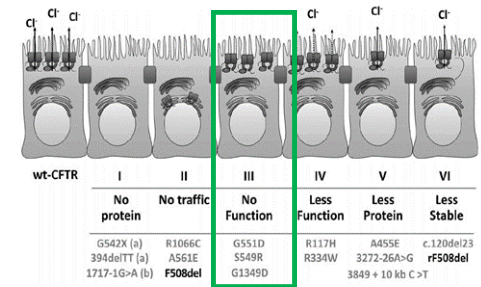 Cl- Cl- Cl- Cl- Cl- Cl-
wt-CFTR I II III IV V VI
No No traffic No Less Less Less
protein Function Function Protein Stable
G542X (a) R1066C G551D R117H A455E c.120del23
394delTT (a) A561E S549R R334W 3272-26A>G rF508del
1717-1G>A (b) F508del G1349D 3849 + 10 kb C >T